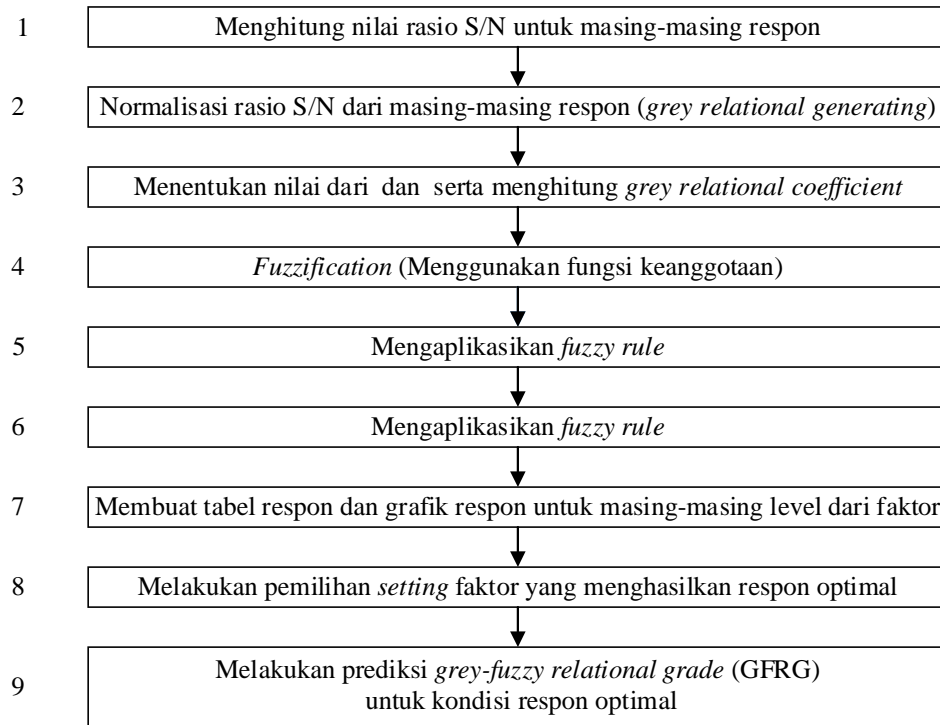 1 Menghitung nilai rasio S/N untuk masing-masing respon
2 Normalisasi rasio S/N dari masing-masing respon (grey relational generating)
3 Menentukan nilai dari dan serta menghitung grey relational coefficient
4 Fuzzification (Menggunakan fungsi keanggotaan)
5 Mengaplikasikan fuzzy rule
6 Mengaplikasikan fuzzy rule
7 Membuat tabel respon dan grafik respon untuk masing-masing level dari faktor
8 Melakukan pemilihan setting faktor yang menghasilkan respon optimal
9 Melakukan prediksi grey-fuzzy relational grade (GFRG)
untuk kondisi respon optimal